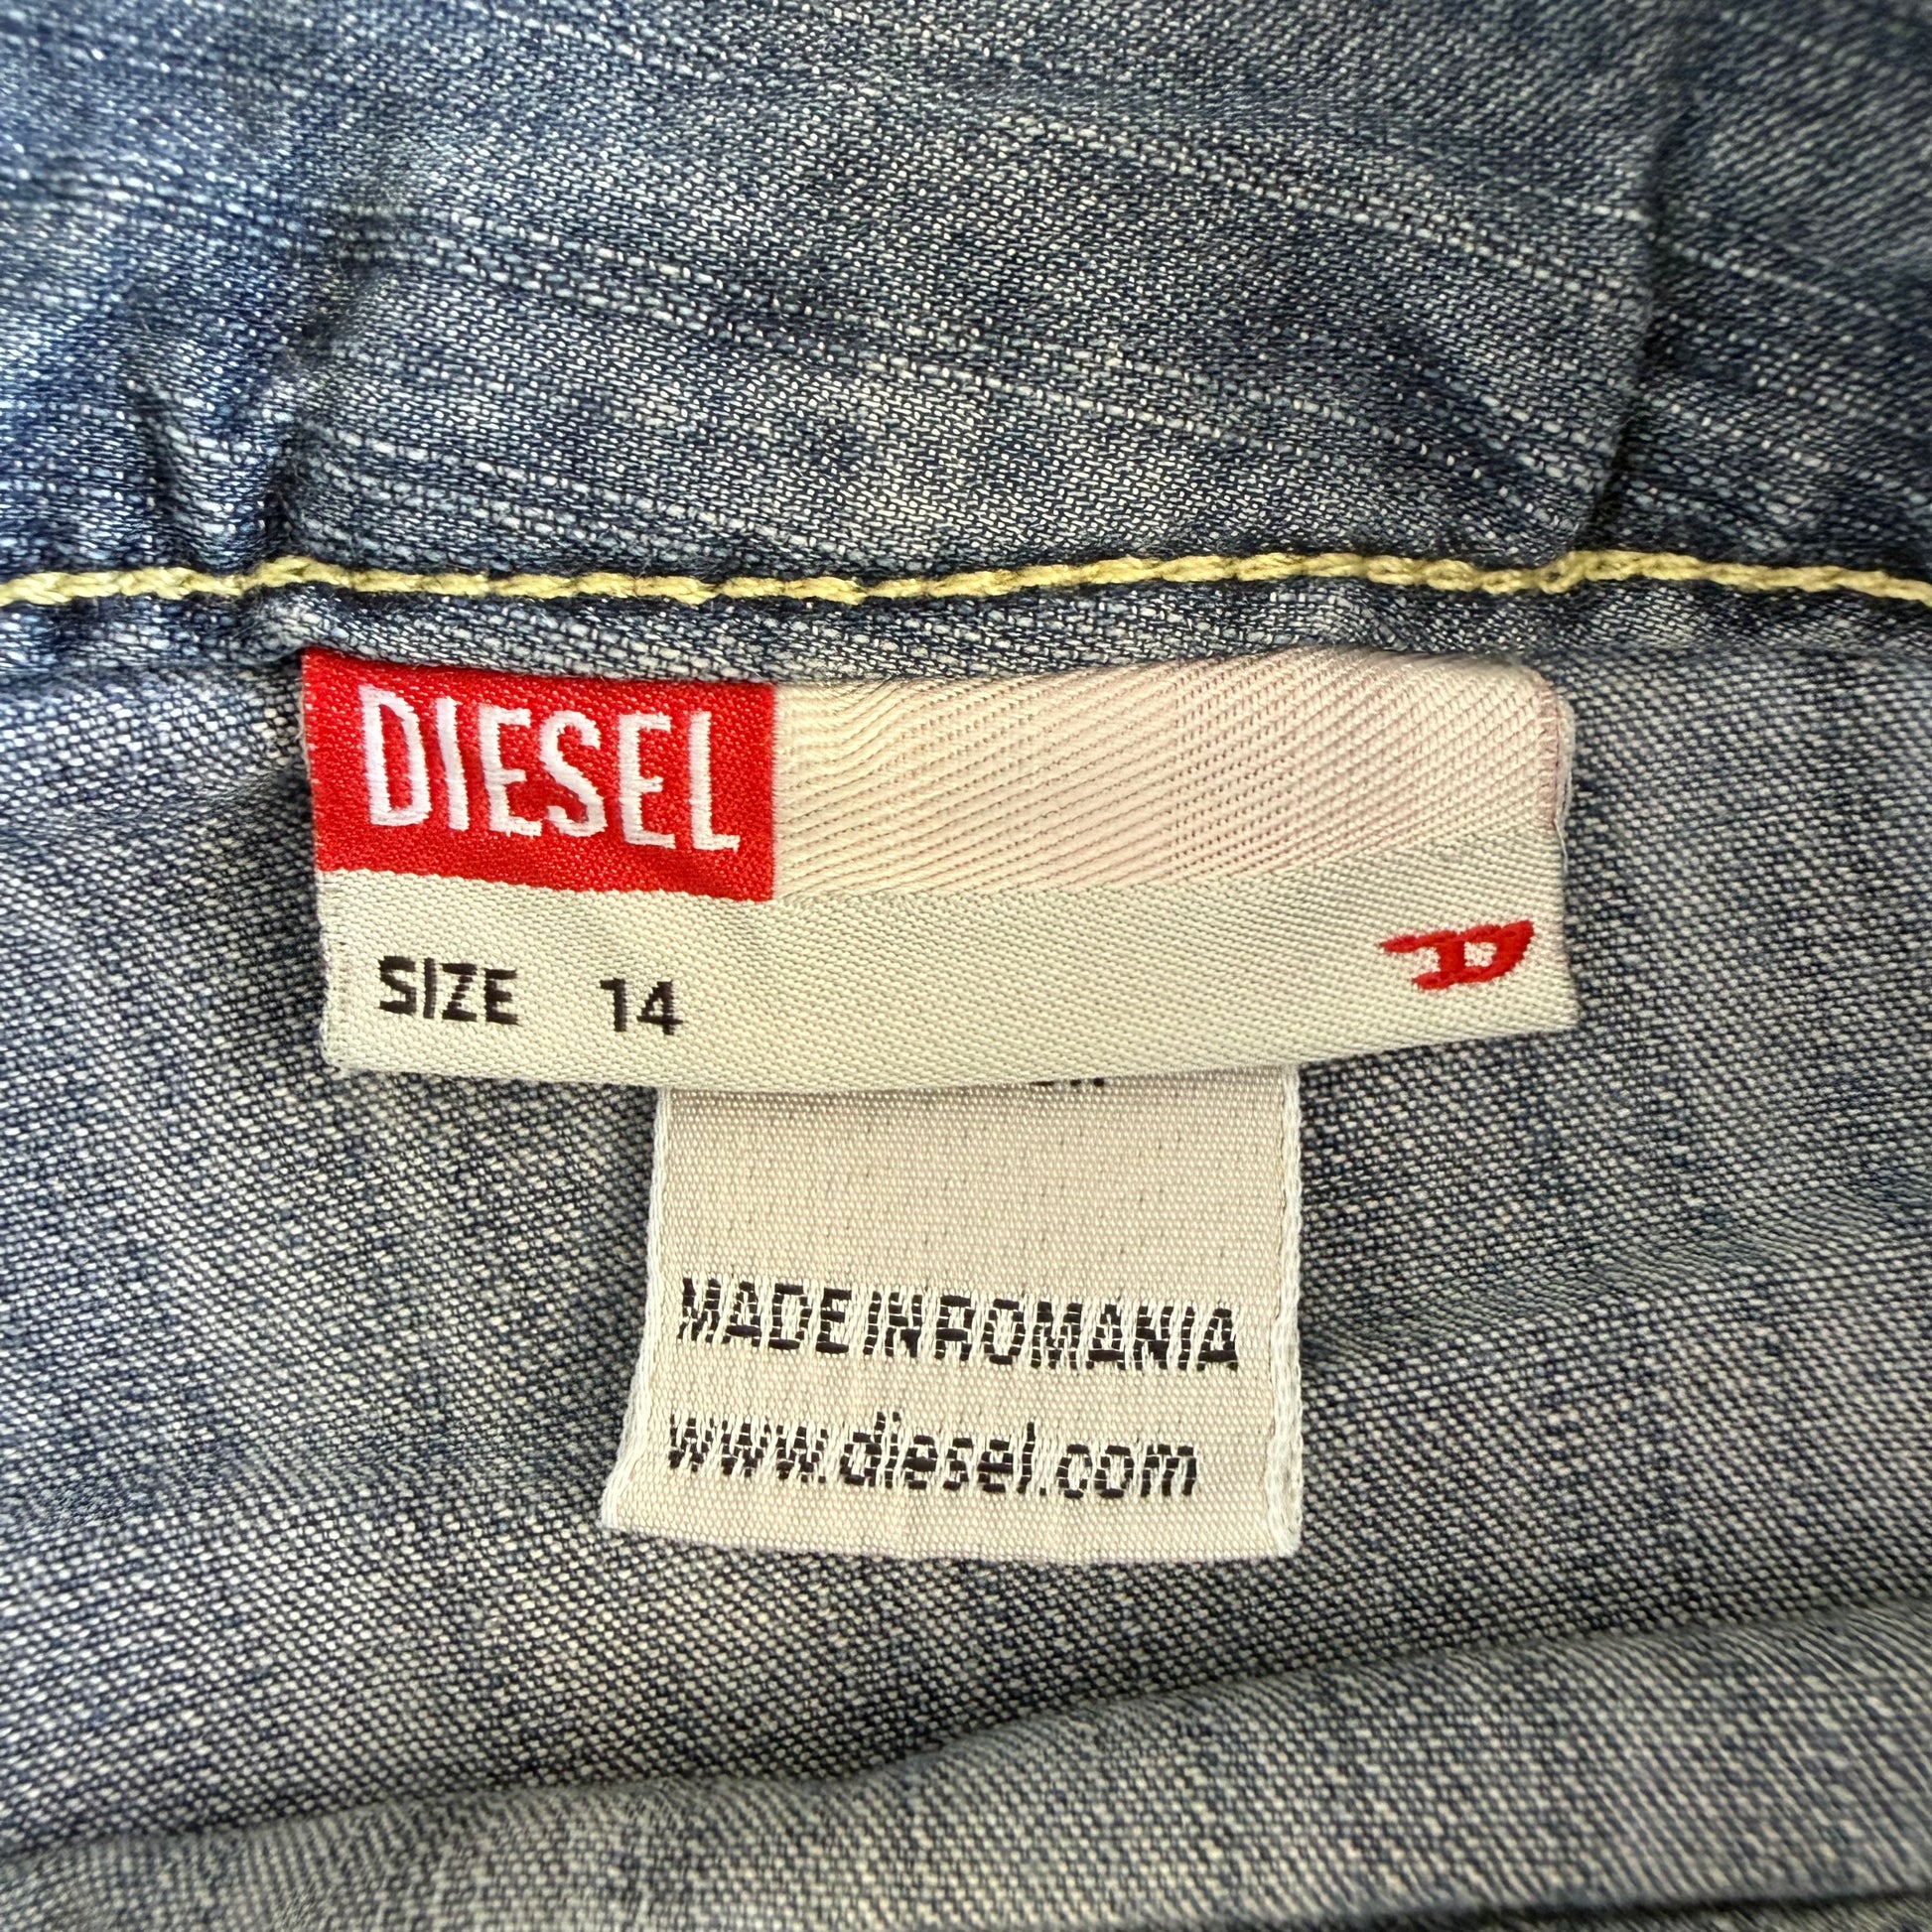 DIESEL
SIZE 14
D
MADE IN ROMANIA
www.diesel.com